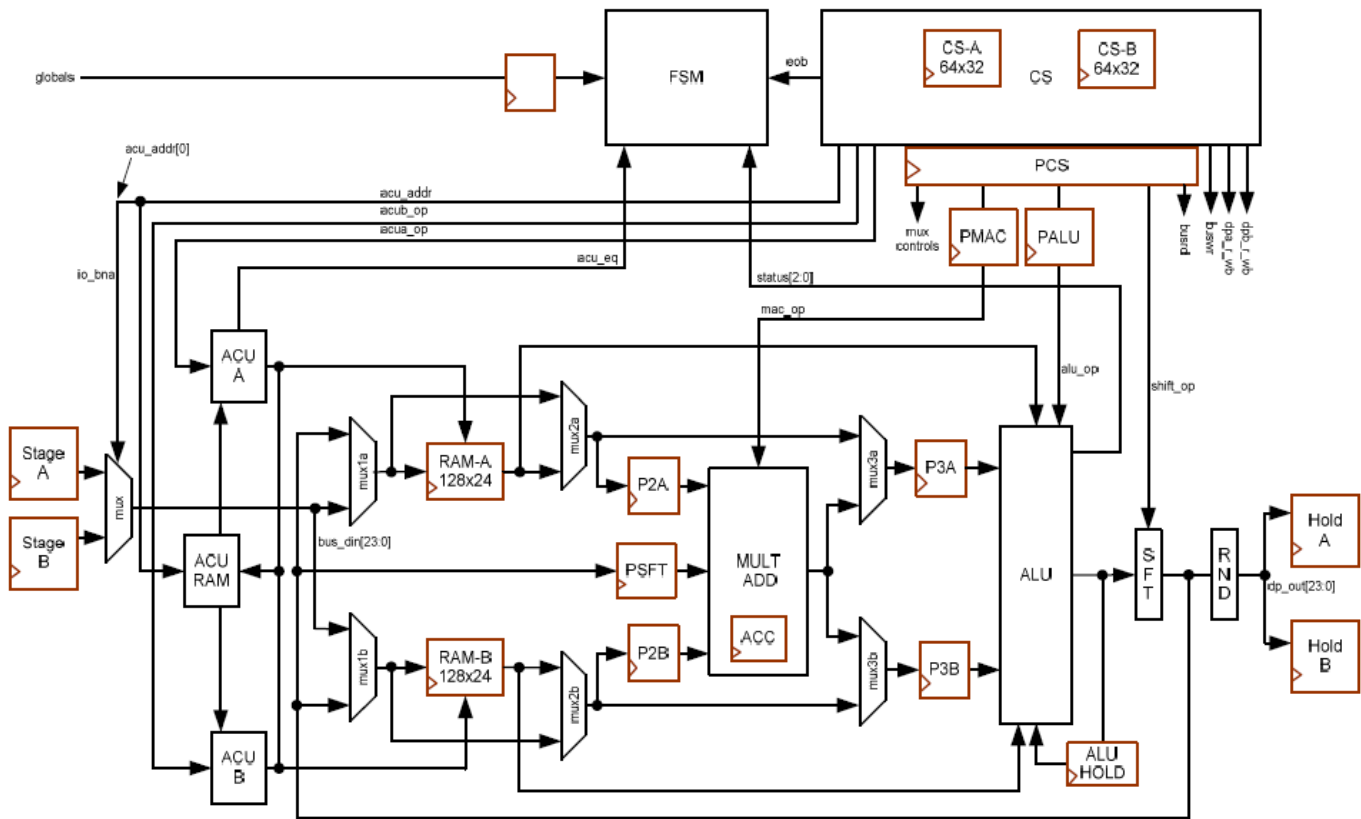 globals
FSM
eob
CS-A
64x32
CS-B
64x32
CS
acu_addr[0]
acu_addr
acub_op
acua_op
PCS
mux
controls
PMAC
PALU
busrd
buswr
dpa_r_wb
dpb_r_wb
io_bna
acu_eq
status[2:0]
mac_op
alu_op
shift_op
ACU
A
Stage
A
Stage
B
mux
ACU
RAM
ACU
B
bus_din[23:0]
mux1a
RAM-A
128x24
mux2a
P2A
PSFT
mux1b
RAM-B
128x24
mux2b
P2B
MULT
ADD
ACC
mux3a
P3A
mux3b
P3B
ALU
ALU
HOLD
SFT
RND
dp_out[23:0]
Hold
A
Hold
B